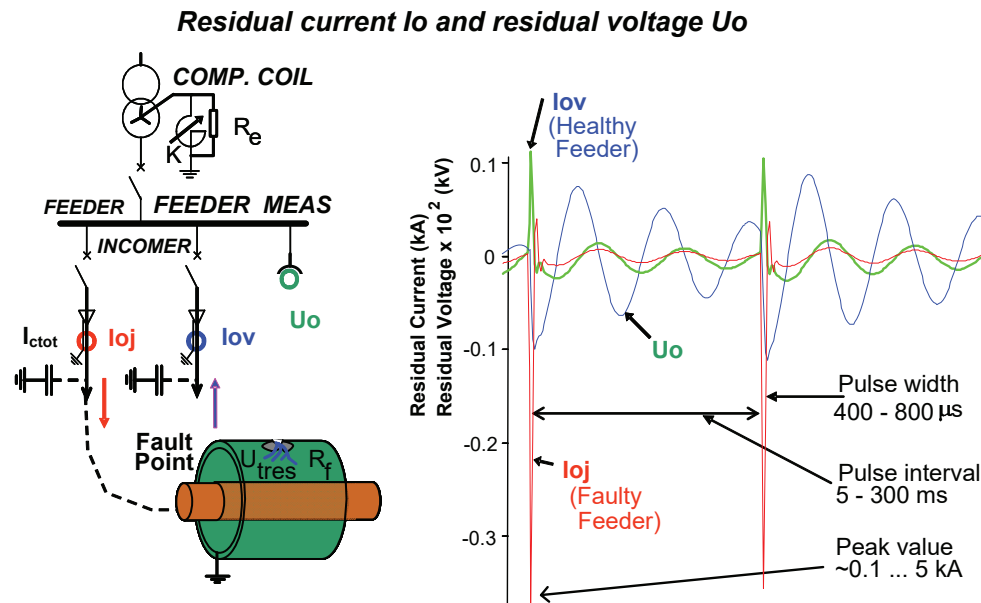 Residual current Io and residual voltage Uo
COMP. COIL
Re
K
FEEDER
FEEDER MEAS
INCOMER
Uo
Ictot
Ioj
Iov
Fault
Point
Utres
Rf
Residual Current (kA)
Residual Voltage x 10² (kV)
0.1
0
-0.1
-0.2
-0.3
Iov
(Healthy
Feeder)
Uo
Ioj
(Faulty
Feeder)
Pulse width
400 - 800 µs
Pulse interval
5 - 300 ms
Peak value
~0.1 ... 5 kA